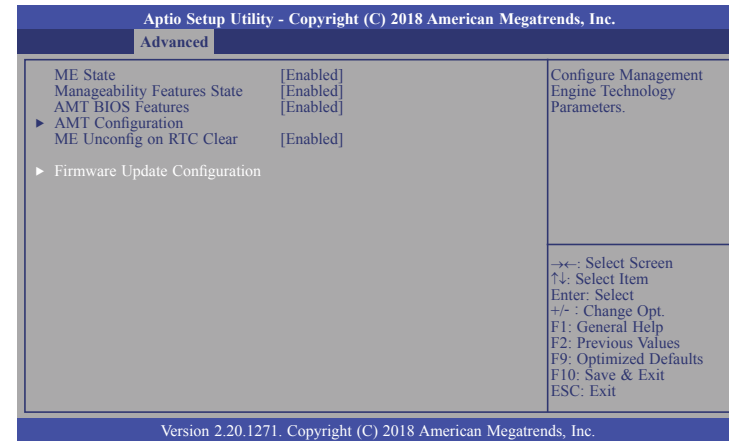 Aptio Setup Utility - Copyright (C) 2018 American Megatrends, Inc.
Advanced
ME State [Enabled]
Manageability Features State [Enabled]
AMT BIOS Features [Enabled]
► AMT Configuration
ME Unconfig on RTC Clear [Enabled]
► Firmware Update Configuration
Configure Management
Engine Technology
Parameters.
→←: Select Screen
↑↓: Select Item
Enter: Select
+/- : Change Opt.
F1: General Help
F2: Previous Values
F9: Optimized Defaults
F10: Save & Exit
ESC: Exit
Version 2.20.1271. Copyright (C) 2018 American Megatrends, Inc.